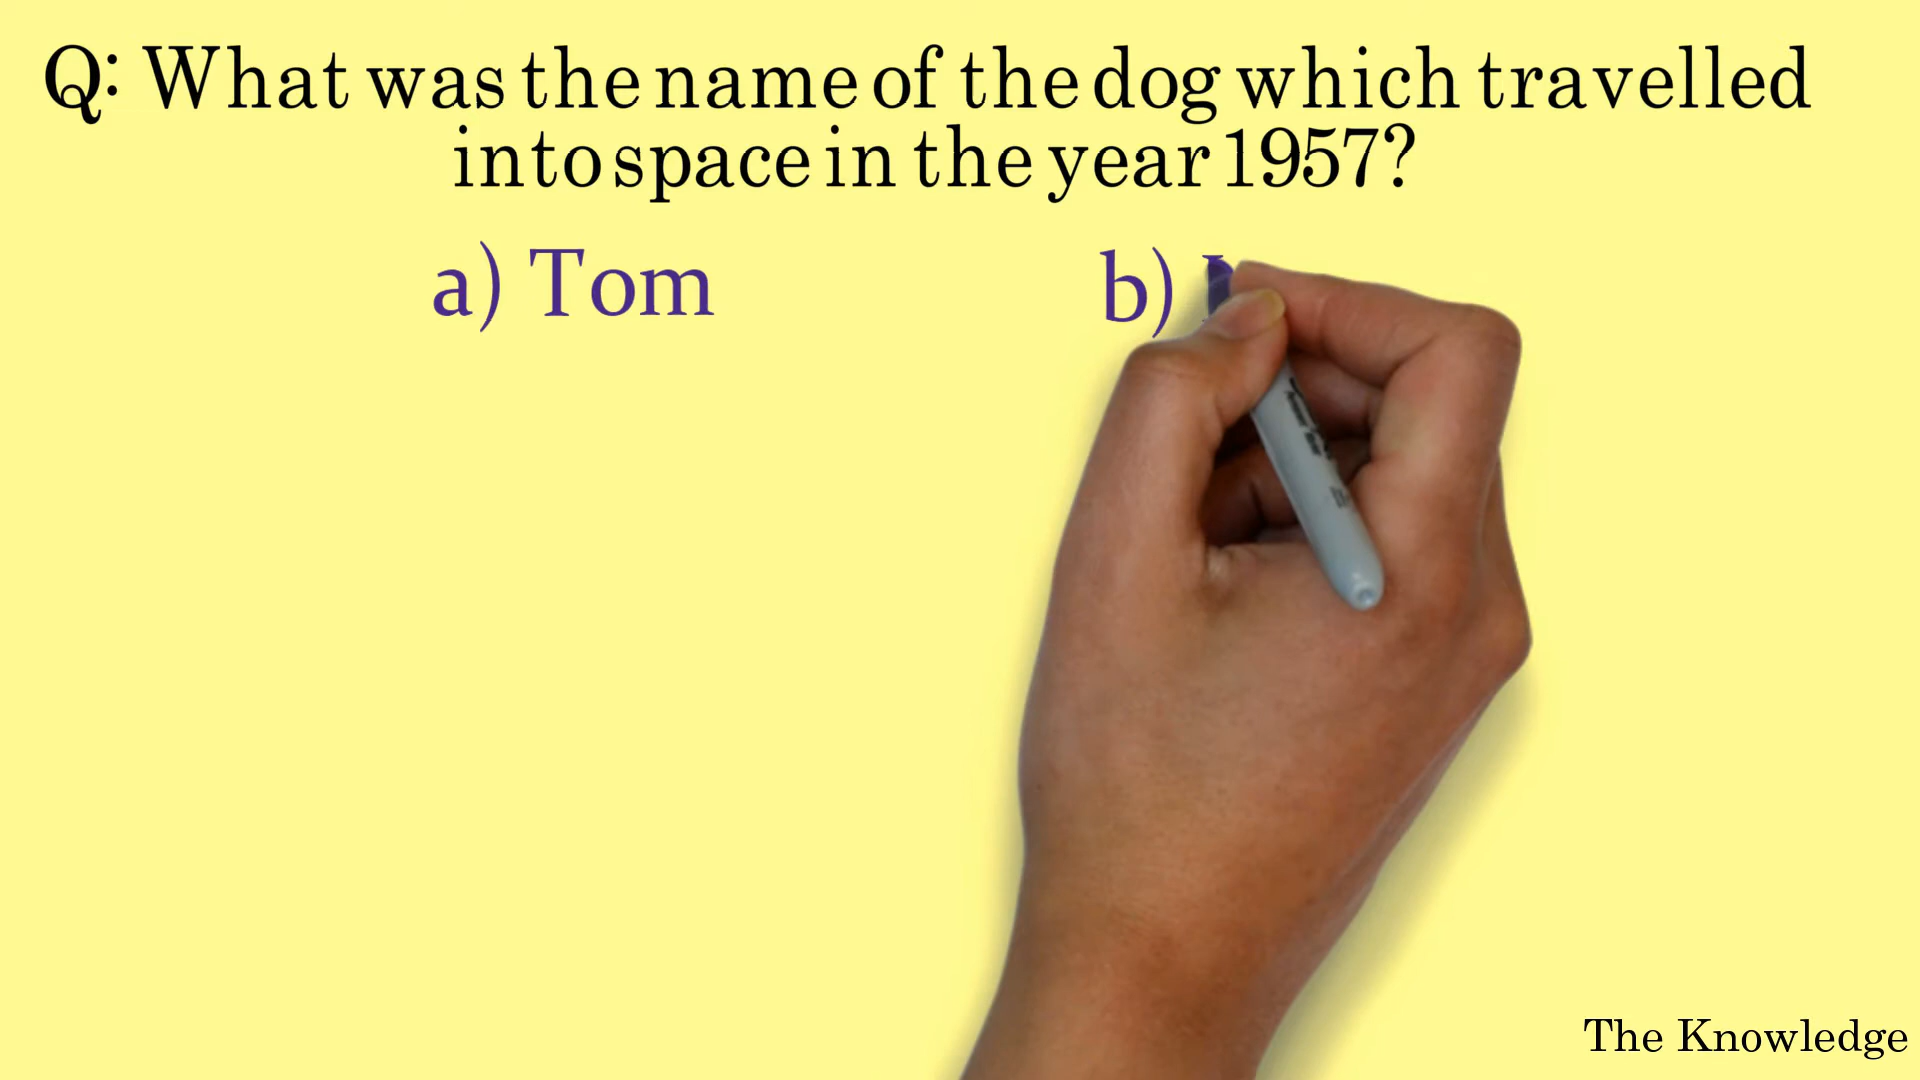 Q: What was the name of the dog which travelled
into space in the year 1957?
a) Tom
b)
The Knowledge